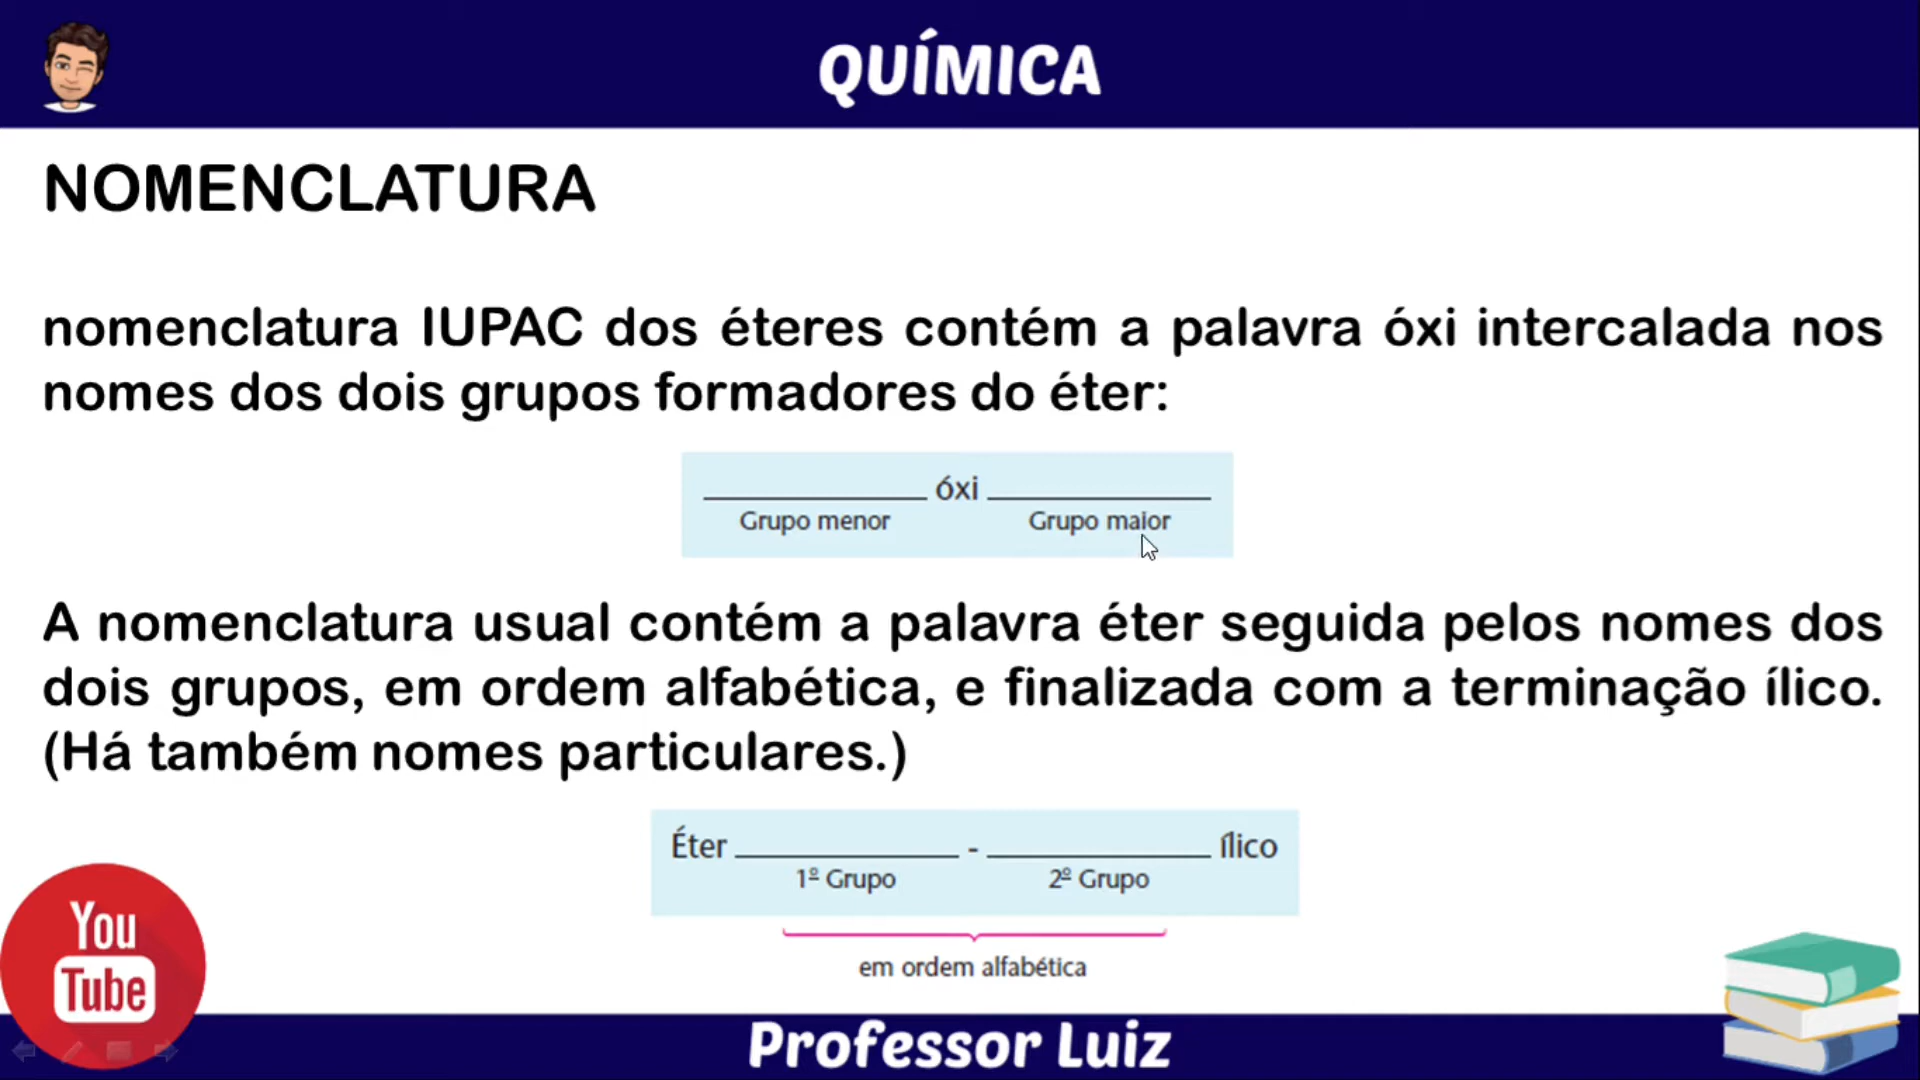 QUÍMICA
NOMENCLATURA
nomenclatura IUPAC dos éteres contém a palavra óxi intercalada nos
nomes dos dois grupos formadores do éter:
óxi
Grupo menor Grupo maior
A nomenclatura usual contém a palavra éter seguida pelos nomes dos
dois grupos, em ordem alfabética, e finalizada com a terminação ílico.
(Há também nomes particulares.)
Éter - ílico
1º Grupo 2º Grupo
em ordem alfabética
You
Tube
Professor Luiz